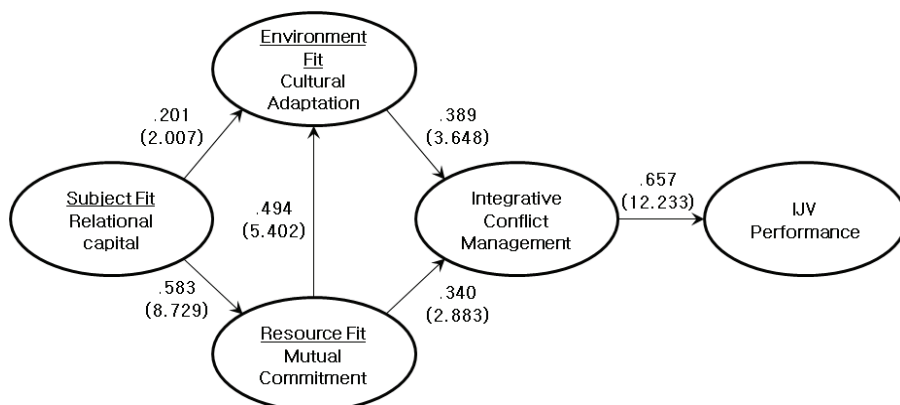 Environment
Fit
Cultural
Adaptation
.201
(2.007)
.389
(3.648)
Subject Fit
Relational
capital
.494
(5.402)
Integrative
Conflict
Management
.657
(12.233)
IJV
Performance
.583
(8.729)
.340
(2.883)
Resource Fit
Mutual
Commitment